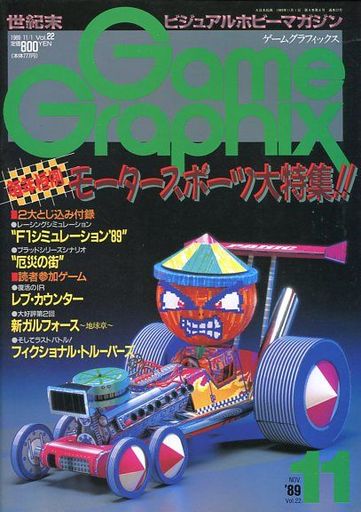 世紀末
ビジュアルホビーマガジン
1989 11/1 Vol.22
定価800YEN
(本体777円)
ゲームグラフィックス
Game
Graphix
モータースポーツ大特集!!
■2大とじ込み付録
●レーシングシミュレーション
"F1シミュレーション'89"
●ブラッドシリーズシナリオ
"厄災の街"
■読者参加ゲーム
●復活のIR
レブ・カウンター
●大好評第2回
新ガルフォース〜地球章〜
●そしてラストバトル!
フィクショナル・トルーパーズ
PANIC
NOV.
'89
Vol.22
11